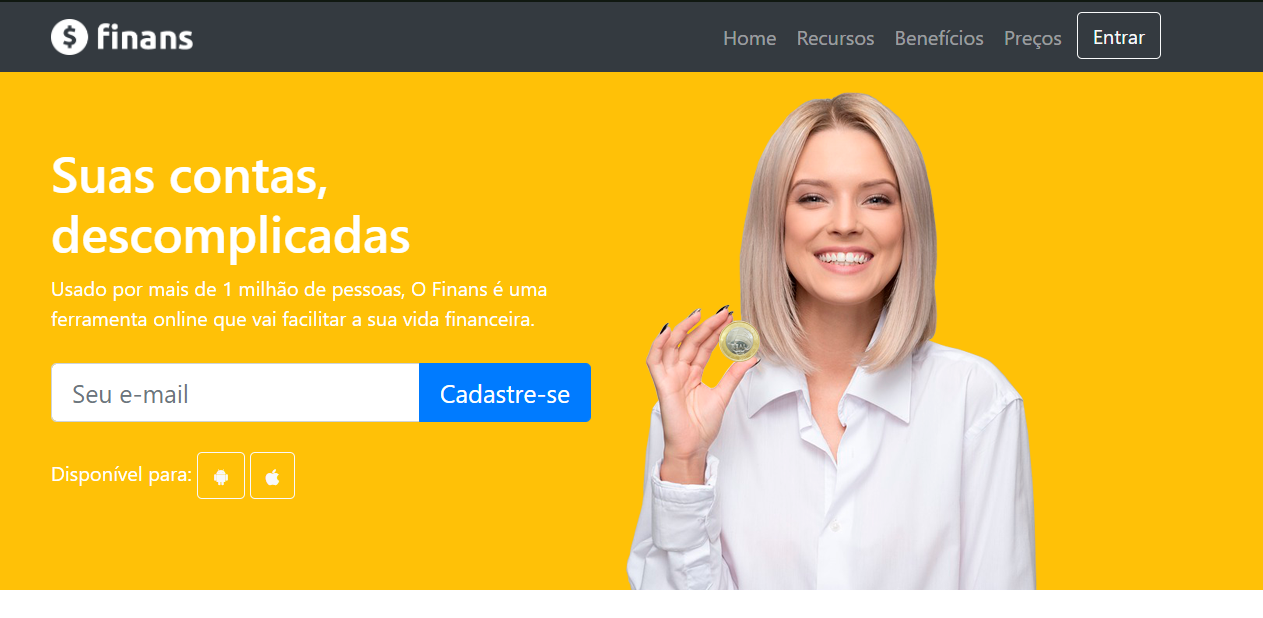 $ finans
Home Recursos Benefícios Preços Entrar
Suas contas,
descomplicadas
Usado por mais de 1 milhão de pessoas, O Finans é uma
ferramenta online que vai facilitar a sua vida financeira.
Seu e-mail Cadastre-se
Disponível para: